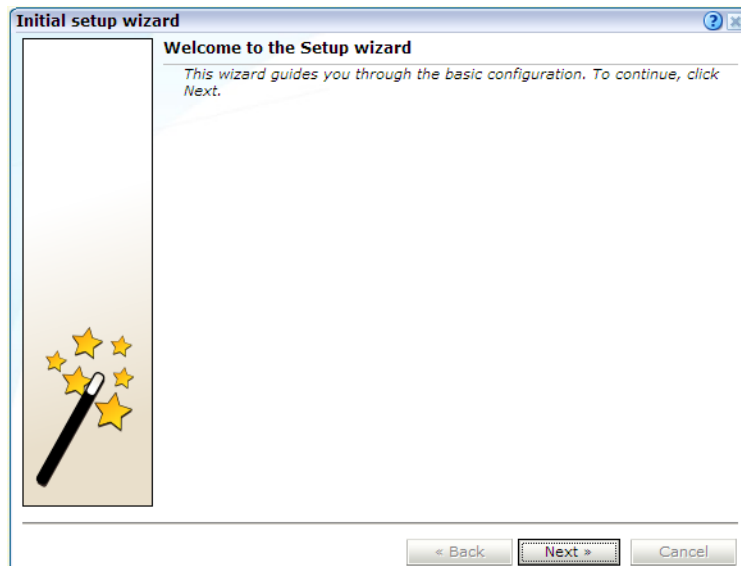 Initial setup wizard
Welcome to the Setup wizard
This wizard guides you through the basic configuration. To continue, click
Next.
« Back Next » Cancel